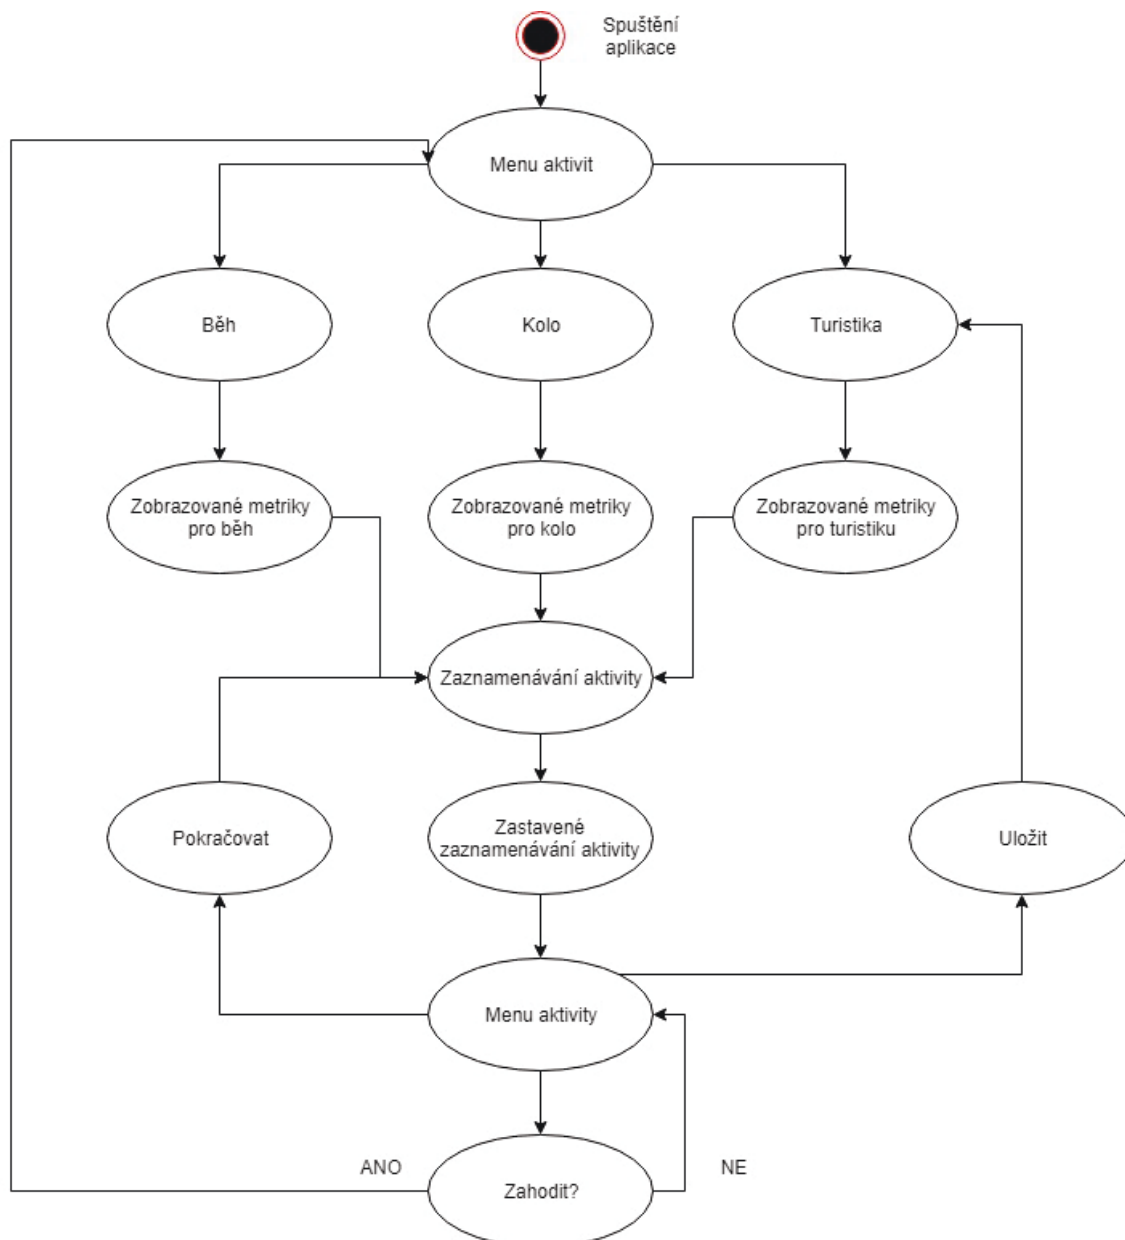 Spuštění
aplikace
Menu aktivit
Běh
Kolo
Turistika
Zobrazované metriky
pro běh
Zobrazované metriky
pro kolo
Zobrazované metriky
pro turistiku
Zaznamenávání aktivity
Pokračovat
Zastavené
zaznamenávání aktivity
Uložit
Menu aktivity
ANO
Zahodit?
NE